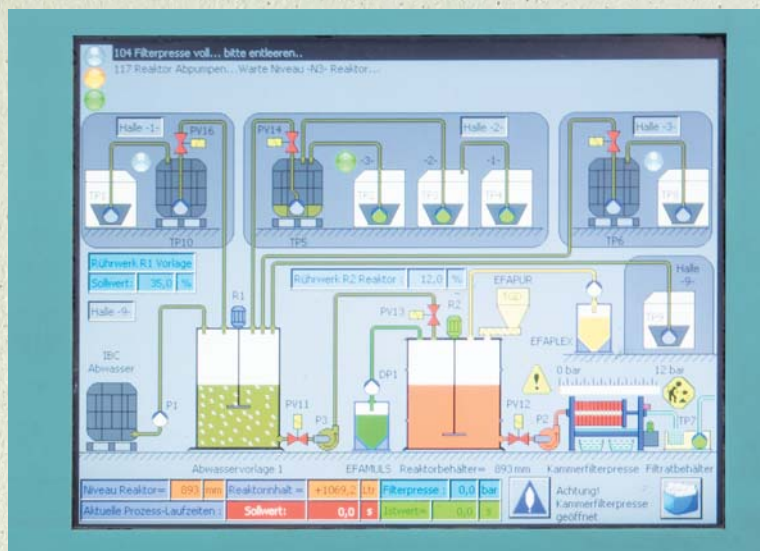 104 Filterpresse voll... bitte entleeren..
117 Reaktor Abpumpen... Warte Niveau -N3- Reaktor...
Halle -1-
PV16
PV14
Halle -2-
Halle -3-
-3-
-2-
-1-
TP1
TP2
TP3
TP4
TP10
TP5
TP6
Rührwerk R1 Vorlage
Sollwert: 35,0 %
Rührwerk R2 Reaktor : 12,0 %
EFAPUR
Halle
-9-
Halle -9-
R1
PV13
R2
EFAPLEX
IBC
Abwasser
0 bar
12 bar
P1
DP1
PV11
P3
PV12
P2
TP7
Abwasservorlage 1
EFAMULS
Reaktorbehälter= 893 mm
Kammerfilterpresse
Filtratbehälter
Niveau Reaktor= 893 mm
Reaktorinhalt = +1069,2 Ltr
Filterpresse : 0,0 bar
Aktuelle Prozess-Laufzeiten :
Sollwert: 0,0 s
Istwert= 0,0 s
Achtung!
Kammerfilterpresse
geöffnet